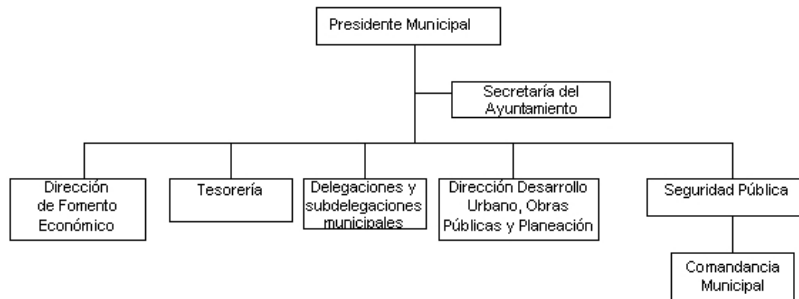 Presidente Municipal
Secretaría del
Ayuntamiento
Dirección
de Fomento
Económico
Tesorería
Delegaciones y
subdelegaciones
municipales
Dirección Desarrollo
Urbano, Obras
Públicas y Planeación
Seguridad Pública
Comandancia
Municipal